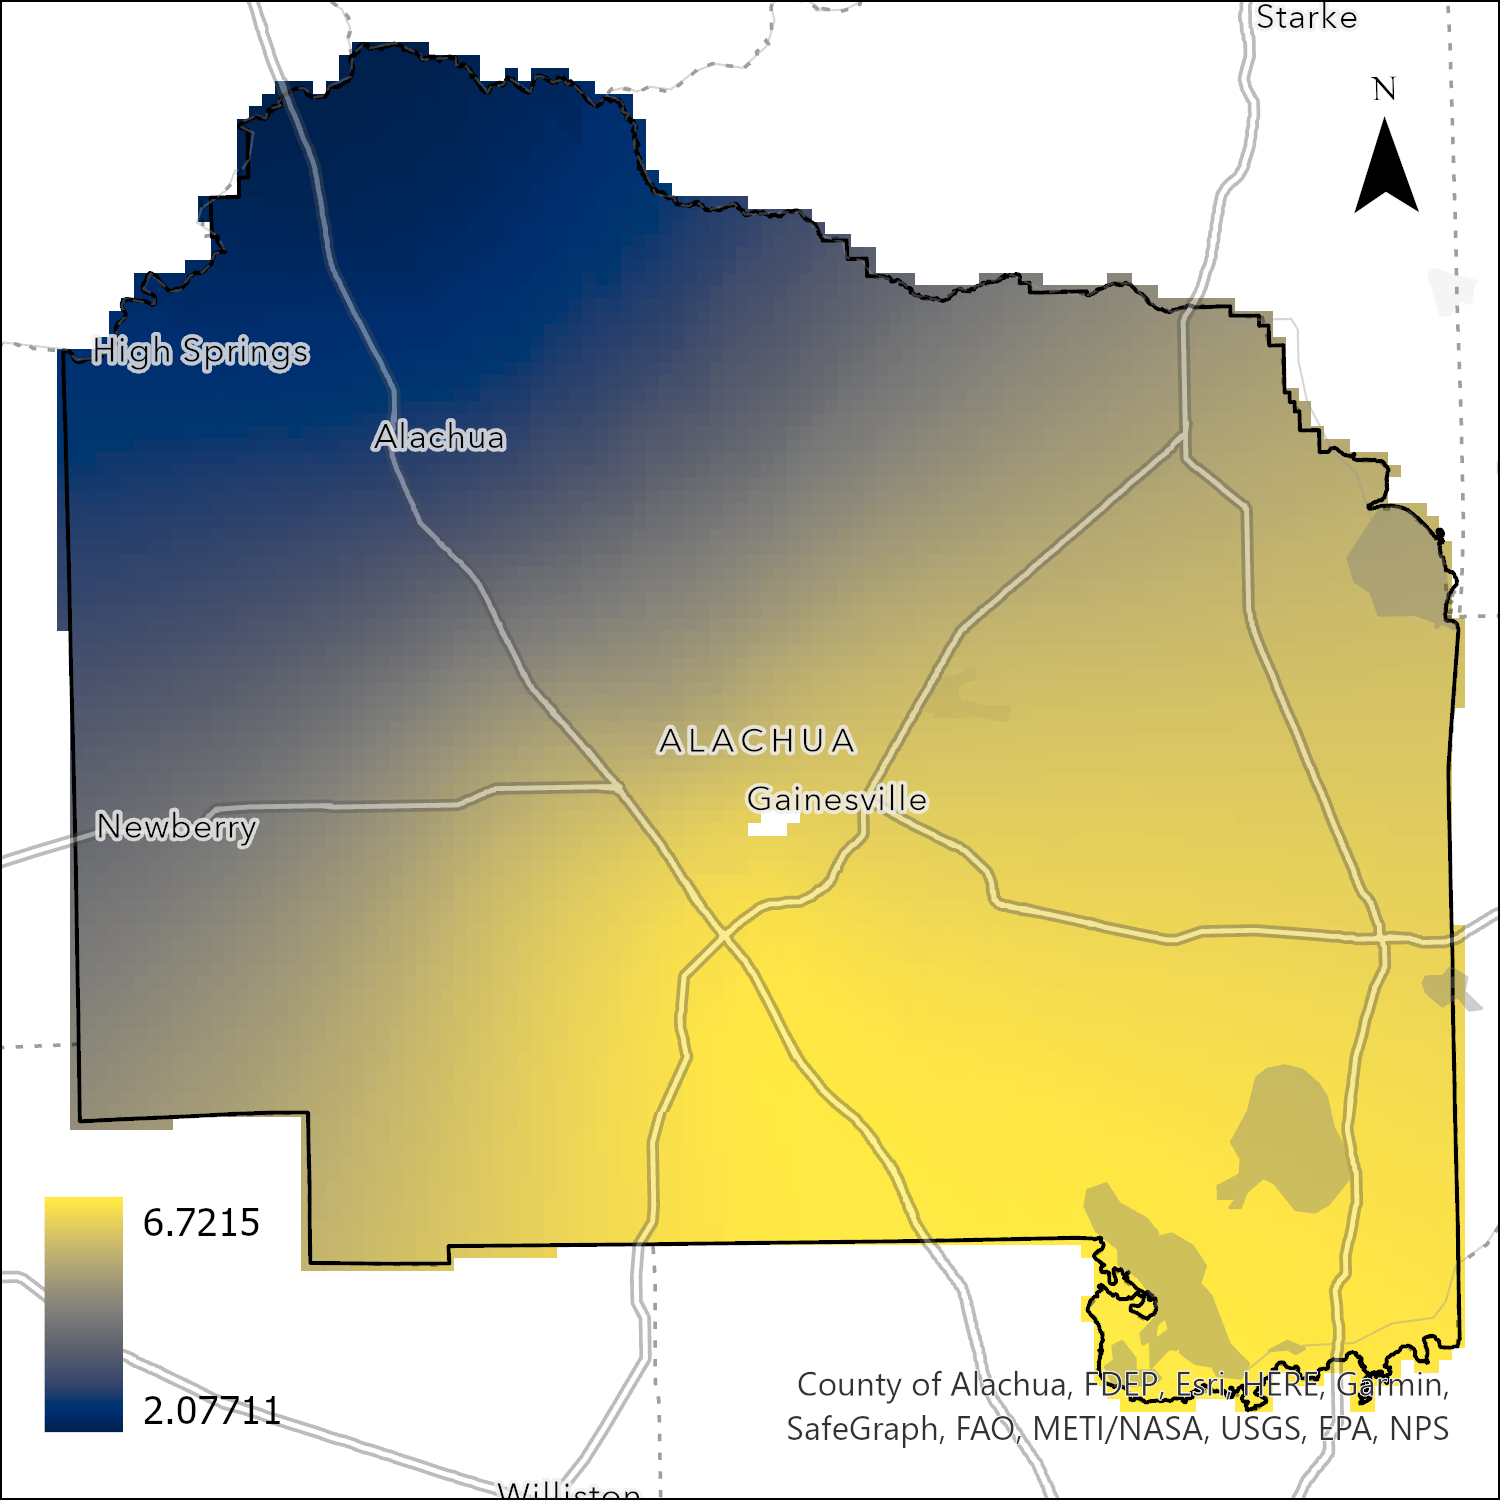 Starke
N
High Springs
Alachua
ALACHUA
Gainesville
Newberry
6.7215
2.07711
County of Alachua, FDEP, Esri, HERE, Garmin,
SafeGraph, FAO, METI/NASA, USGS, EPA, NPS
Williston